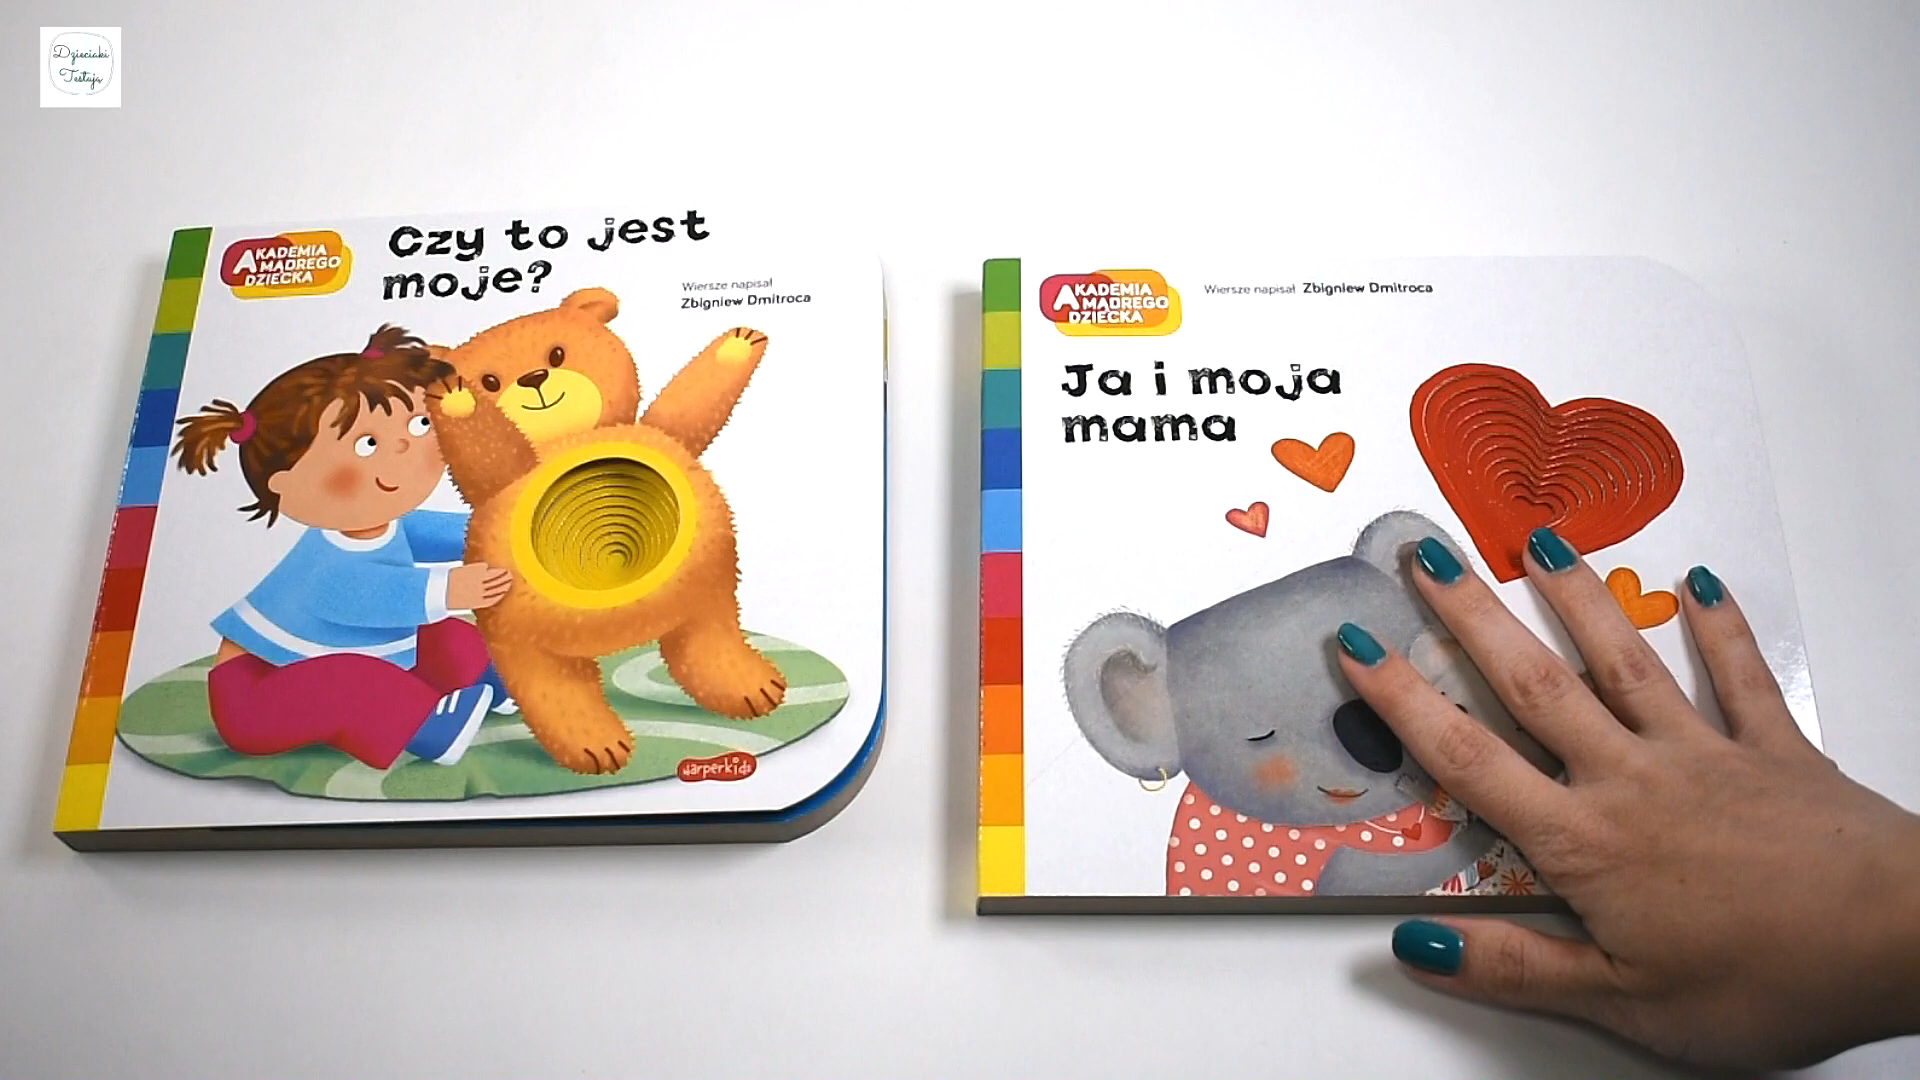 Dzieciaki
Testują
AKADEMIA
MĄDREGO
DZIECKA
Czy to jest
moje?
Wiersze napisał
Zbigniew Dmitroca
harperkids
AKADEMIA
MĄDREGO
DZIECKA
Wiersze napisał Zbigniew Dmitroca
Ja i moja
mama